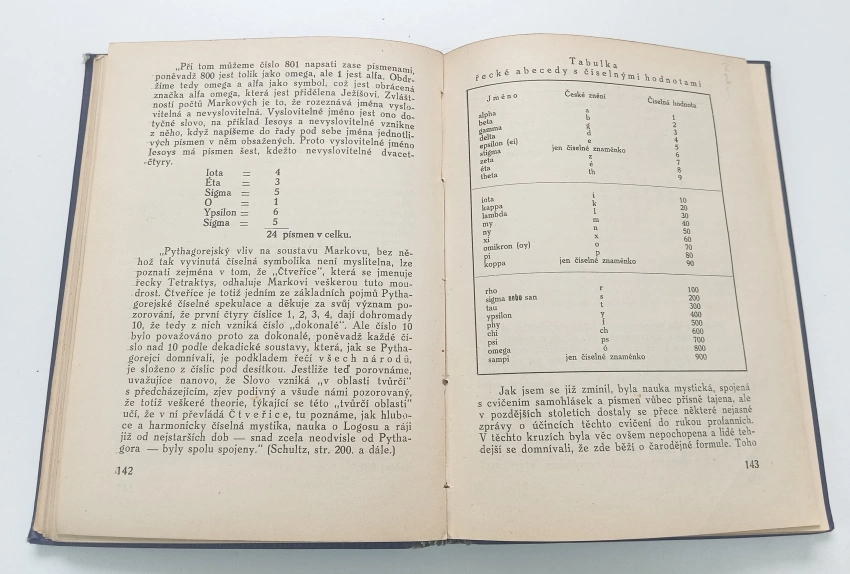 „Při tom můžeme číslo 801 napsati zase písmenami,
poněvadž 800 jest tolik jako omega, ale 1 jest alfa. Obdr-
žíme tedy omega a alfa jako symbol, což jest obrácená
značka alfa omega, která jest přidělena Ježíšovi. Zvlášt-
ností počtů Markových je to, že rozeznává jména vyslo-
vitelná a nevyslovitelná. Vyslovitelné jméno jest ono do-
tyčné slovo, na příklad Iesoys a nevyslovitelné vznikne
z něho, když napíšeme do řady pod sebe jména jednotli-
vých písmen v něm obsažených. Proto vyslovitelné jméno
Iesoys má písmen šest, kdežto nevyslovitelné dvacet-
čtyry.
Iota = 4
Éta = 3
Sigma = 5
O = 1
Ypsilon = 6
Sigma = 5
24 písmen v celku.
„Pythagorejský vliv na soustavu Markovu, bez ně-
hož tak vyvinutá číselná symbolika není myslitelna, lze
poznati zejména v tom, že „Čtveřice", která se jmenuje
řecky Tetraktys, odhaluje Markovi veškerou tuto mou-
drost. Čtveřice je totiž jedním ze základních pojmů Pytha-
gorejské číselné spekulace a děkuje za svůj význam po-
zorování, že první čtyry číslice 1, 2, 3, 4, dají dohromady
10, že tedy z nich vzniká číslo „dokonalé". Ale číslo 10
bylo považováno proto za dokonalé, poněvadž každé čí-
slo nad 10 podle dekadické soustavy, která, jak se Pytha-
gorejci domnívali, je podkladem řečí všech národů,
je složeno z číslic pod desítkou. Jestliže teď porovnáme,
uvažujíce nanovo, že Slovo vzniká „v oblasti tvůrčí"
s předcházejícím, zjev podivný a všude námi pozorovaný,
že totiž veškeré theorie, týkající se této „tvůrčí oblasti"
učí, že v ní převládá Čtveřice, tu poznáme, jak hlubo-
ce a harmonicky číselná mystika, nauka o Logosu a ráji
již od nejstarších dob — snad zcela neodvisle od Pytha-
gora — byly spolu spojeny." (Schultz, str. 200. a dále.)
142
Tabulka
řecké abecedy s číselnými hodnotami
Jméno České znění Číselná hodnota
alpha a 1
beta b 2
gamma g 3
delta d 4
epsilon (ei) e 5
stigma jen číselné znaménko 6
zeta z 7
éta é 8
theta th 9
iota i 10
kappa k 20
lambda l 30
my m 40
ny n 50
xi x 60
omikron (oy) o 70
pi p 80
koppa jen číselné znaménko 90
rho r 100
sigma nebo san s 200
tau t 300
ypsilon y 400
phy f 500
chi ch 600
psi ps 700
omega ó 800
sampi jen číselné znaménko 900
Jak jsem se již zmínil, byla nauka mystická, spojená
s cvičením samohlásek a písmen vůbec přísně tajena, ale
v pozdějších stoletích dostaly se přece některé nejasné
zprávy o účincích těchto cvičení do rukou profanních.
V těchto kruzích byla věc ovšem nepochopena a lidé teh-
dejší se domnívali, že zde běží o čarodějné formule. Toho
143